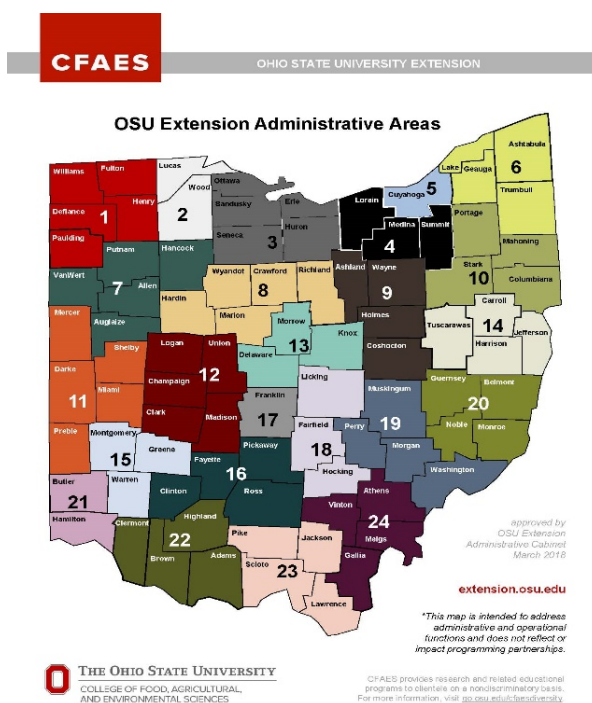 CFAES
OHIO STATE UNIVERSITY EXTENSION
OSU Extension Administrative Areas
Williams
Fulton
Henry
Defiance
1
Paulding
Lucas
Wood
2
Ottawa
Sandusky
Erie
Seneca
Huron
3
Lorain
Medina
Summit
4
Cuyahoga
5
Lake
Geauga
Ashtabula
6
Trumbull
Putnam
Hancock
VanWert
7
Allen
Auglaize
Wyandot
Crawford
Richland
8
Hardin
Marion
Ashland
Wayne
9
Holmes
Coshocton
Portage
Mahoning
Stark
10
Columbiana
Mercer
Shelby
Darke
Miami
11
Preble
Logan
Union
12
Champaign
Clark
Madison
Morrow
13
Knox
Delaware
Carroll
14
Tuscarawas
Jefferson
Harrison
Montgomery
Greene
15
Warren
Pickaway
Fayette
16
Clinton
Ross
Franklin
17
Licking
Fairfield
18
Hocking
Muskingum
19
Perry
Morgan
Washington
Guernsey
Belmont
20
Noble
Monroe
Butler
21
Hamilton
Clermont
Highland
22
Brown
Adams
Pike
Jackson
Scioto
23
Lawrence
Athens
Vinton
24
Meigs
Gallia
approved by
OSU Extension
Administrative Cabinet
March 2018
extension.osu.edu
*This map is intended to address
administrative and operational
functions and does not reflect or
impact programming partnerships.
THE OHIO STATE UNIVERSITY
COLLEGE OF FOOD, AGRICULTURAL,
AND ENVIRONMENTAL SCIENCES
CFAES provides research and related educational
programs to clientele on a nondiscriminatory basis.
For more information, visit go.osu.edu/cfaesdiversity.